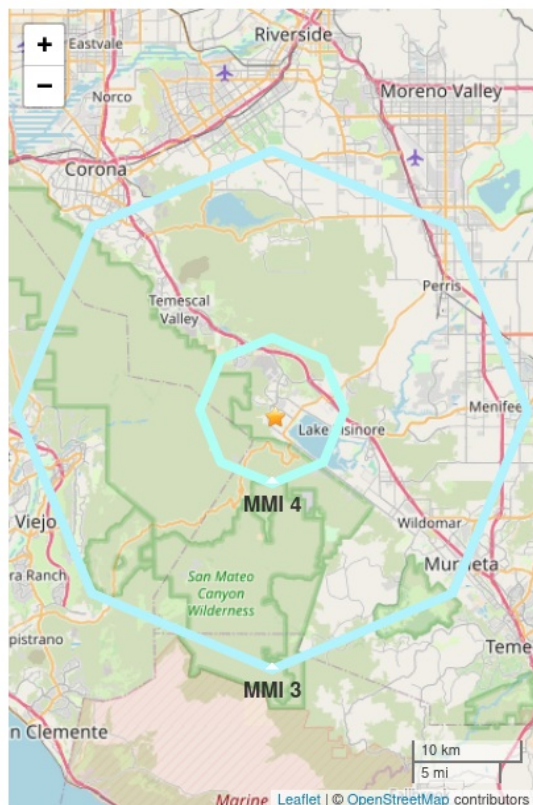 +
−
Eastvale
Riverside
Norco
Moreno Valley
Corona
Perris
Temescal
Valley
Menifee
Lake Elsinore
MMI 4
Viejo
Wildomar
ra Ranch
Murrieta
San Mateo
Canyon
Wilderness
pistrano
Teme
MMI 3
n Clemente
10 km
5 mi
Marine
Leaflet | © OpenStreetMap contributors